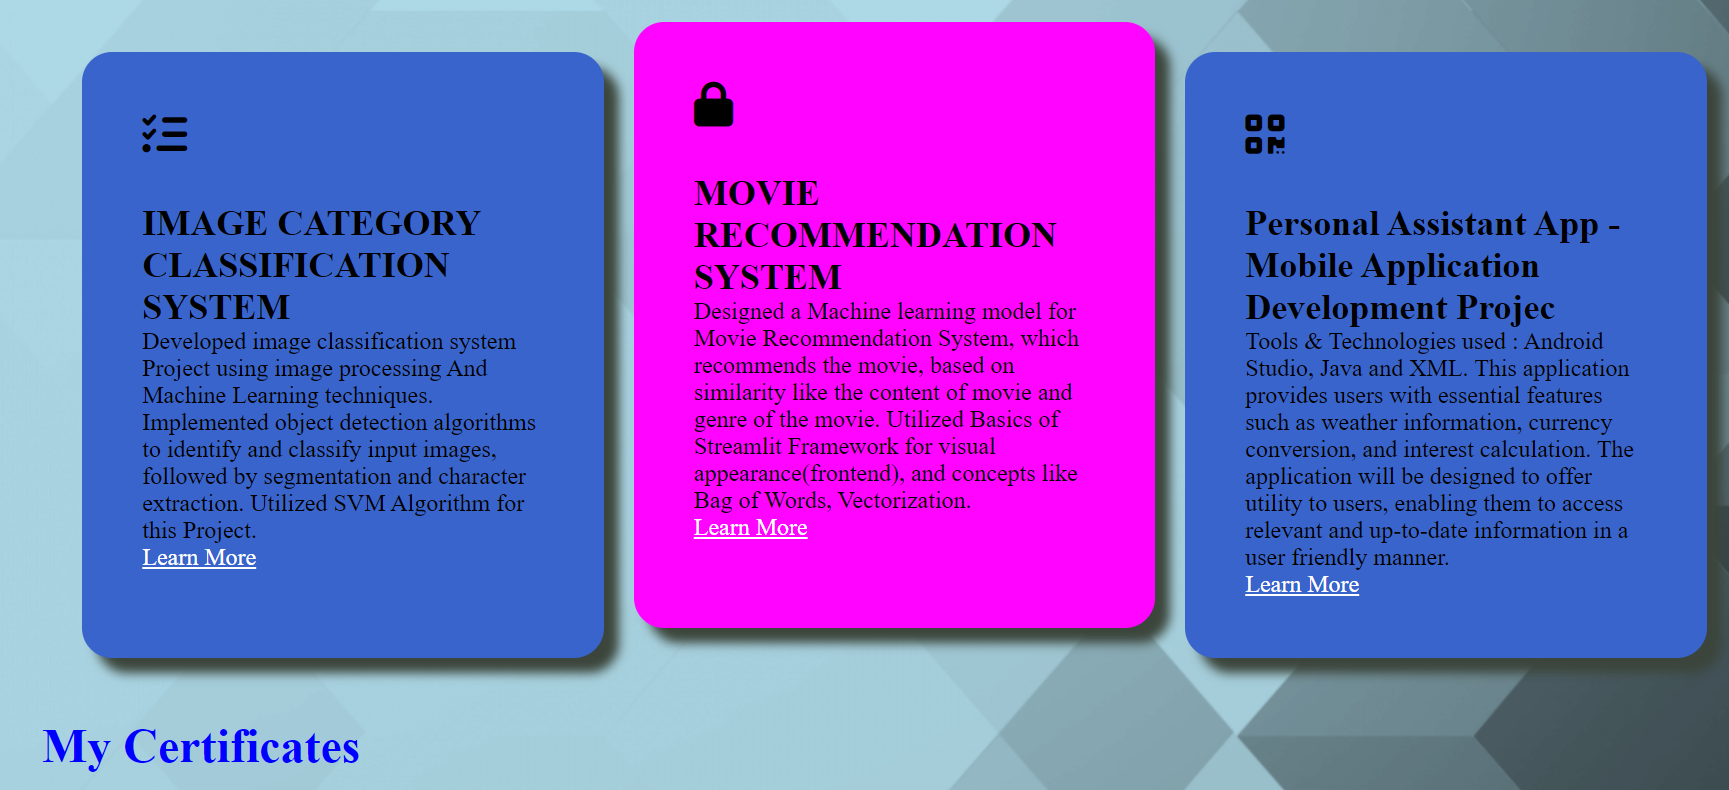 IMAGE CATEGORY
CLASSIFICATION
SYSTEM
Developed image classification system
Project using image processing And
Machine Learning techniques.
Implemented object detection algorithms
to identify and classify input images,
followed by segmentation and character
extraction. Utilized SVM Algorithm for
this Project.
Learn More
MOVIE
RECOMMENDATION
SYSTEM
Designed a Machine learning model for
Movie Recommendation System, which
recommends the movie, based on
similarity like the content of movie and
genre of the movie. Utilized Basics of
Streamlit Framework for visual
appearance(frontend), and concepts like
Bag of Words, Vectorization.
Learn More
Personal Assistant App -
Mobile Application
Development Projec
Tools & Technologies used : Android
Studio, Java and XML. This application
provides users with essential features
such as weather information, currency
conversion, and interest calculation. The
application will be designed to offer
utility to users, enabling them to access
relevant and up-to-date information in a
user friendly manner.
Learn More
My Certificates